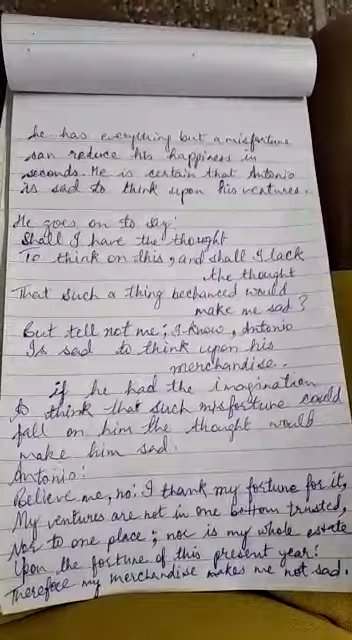 he has everything but a misfortune
can reduce his happiness in
seconds. He is certain that Antonio
is sad to think upon his ventures.
He goes on to say:
Shall I have the thought
To think on this, and shall I lack
the thought
That such a thing bechanced would
make me sad?
But tell not me; I know, Antonio
Is sad to think upon his
merchandise.
if he had the imagination
to think that such misfortune could
fall on him the thought would
make him sad.
Antonio:
Believe me, no: I thank my fortune for it,
My ventures are not in one bottom trusted,
Nor to one place; nor is my whole estate
Upon the fortune of this present year:
Therefore my merchandise makes me not sad.